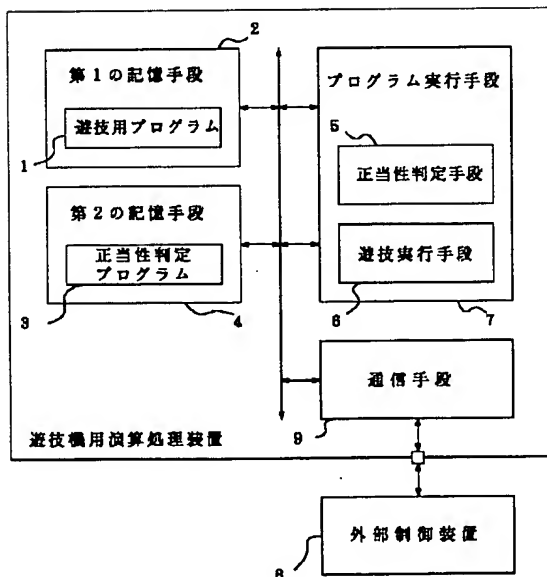 2
第1の記憶手段
遊技用プログラム
1
第2の記憶手段
正当性判定
プログラム
3
4
プログラム実行手段
5
正当性判定手段
遊技実行手段
6
7
通信手段
9
遊技機用演算処理装置
外部制御装置
8